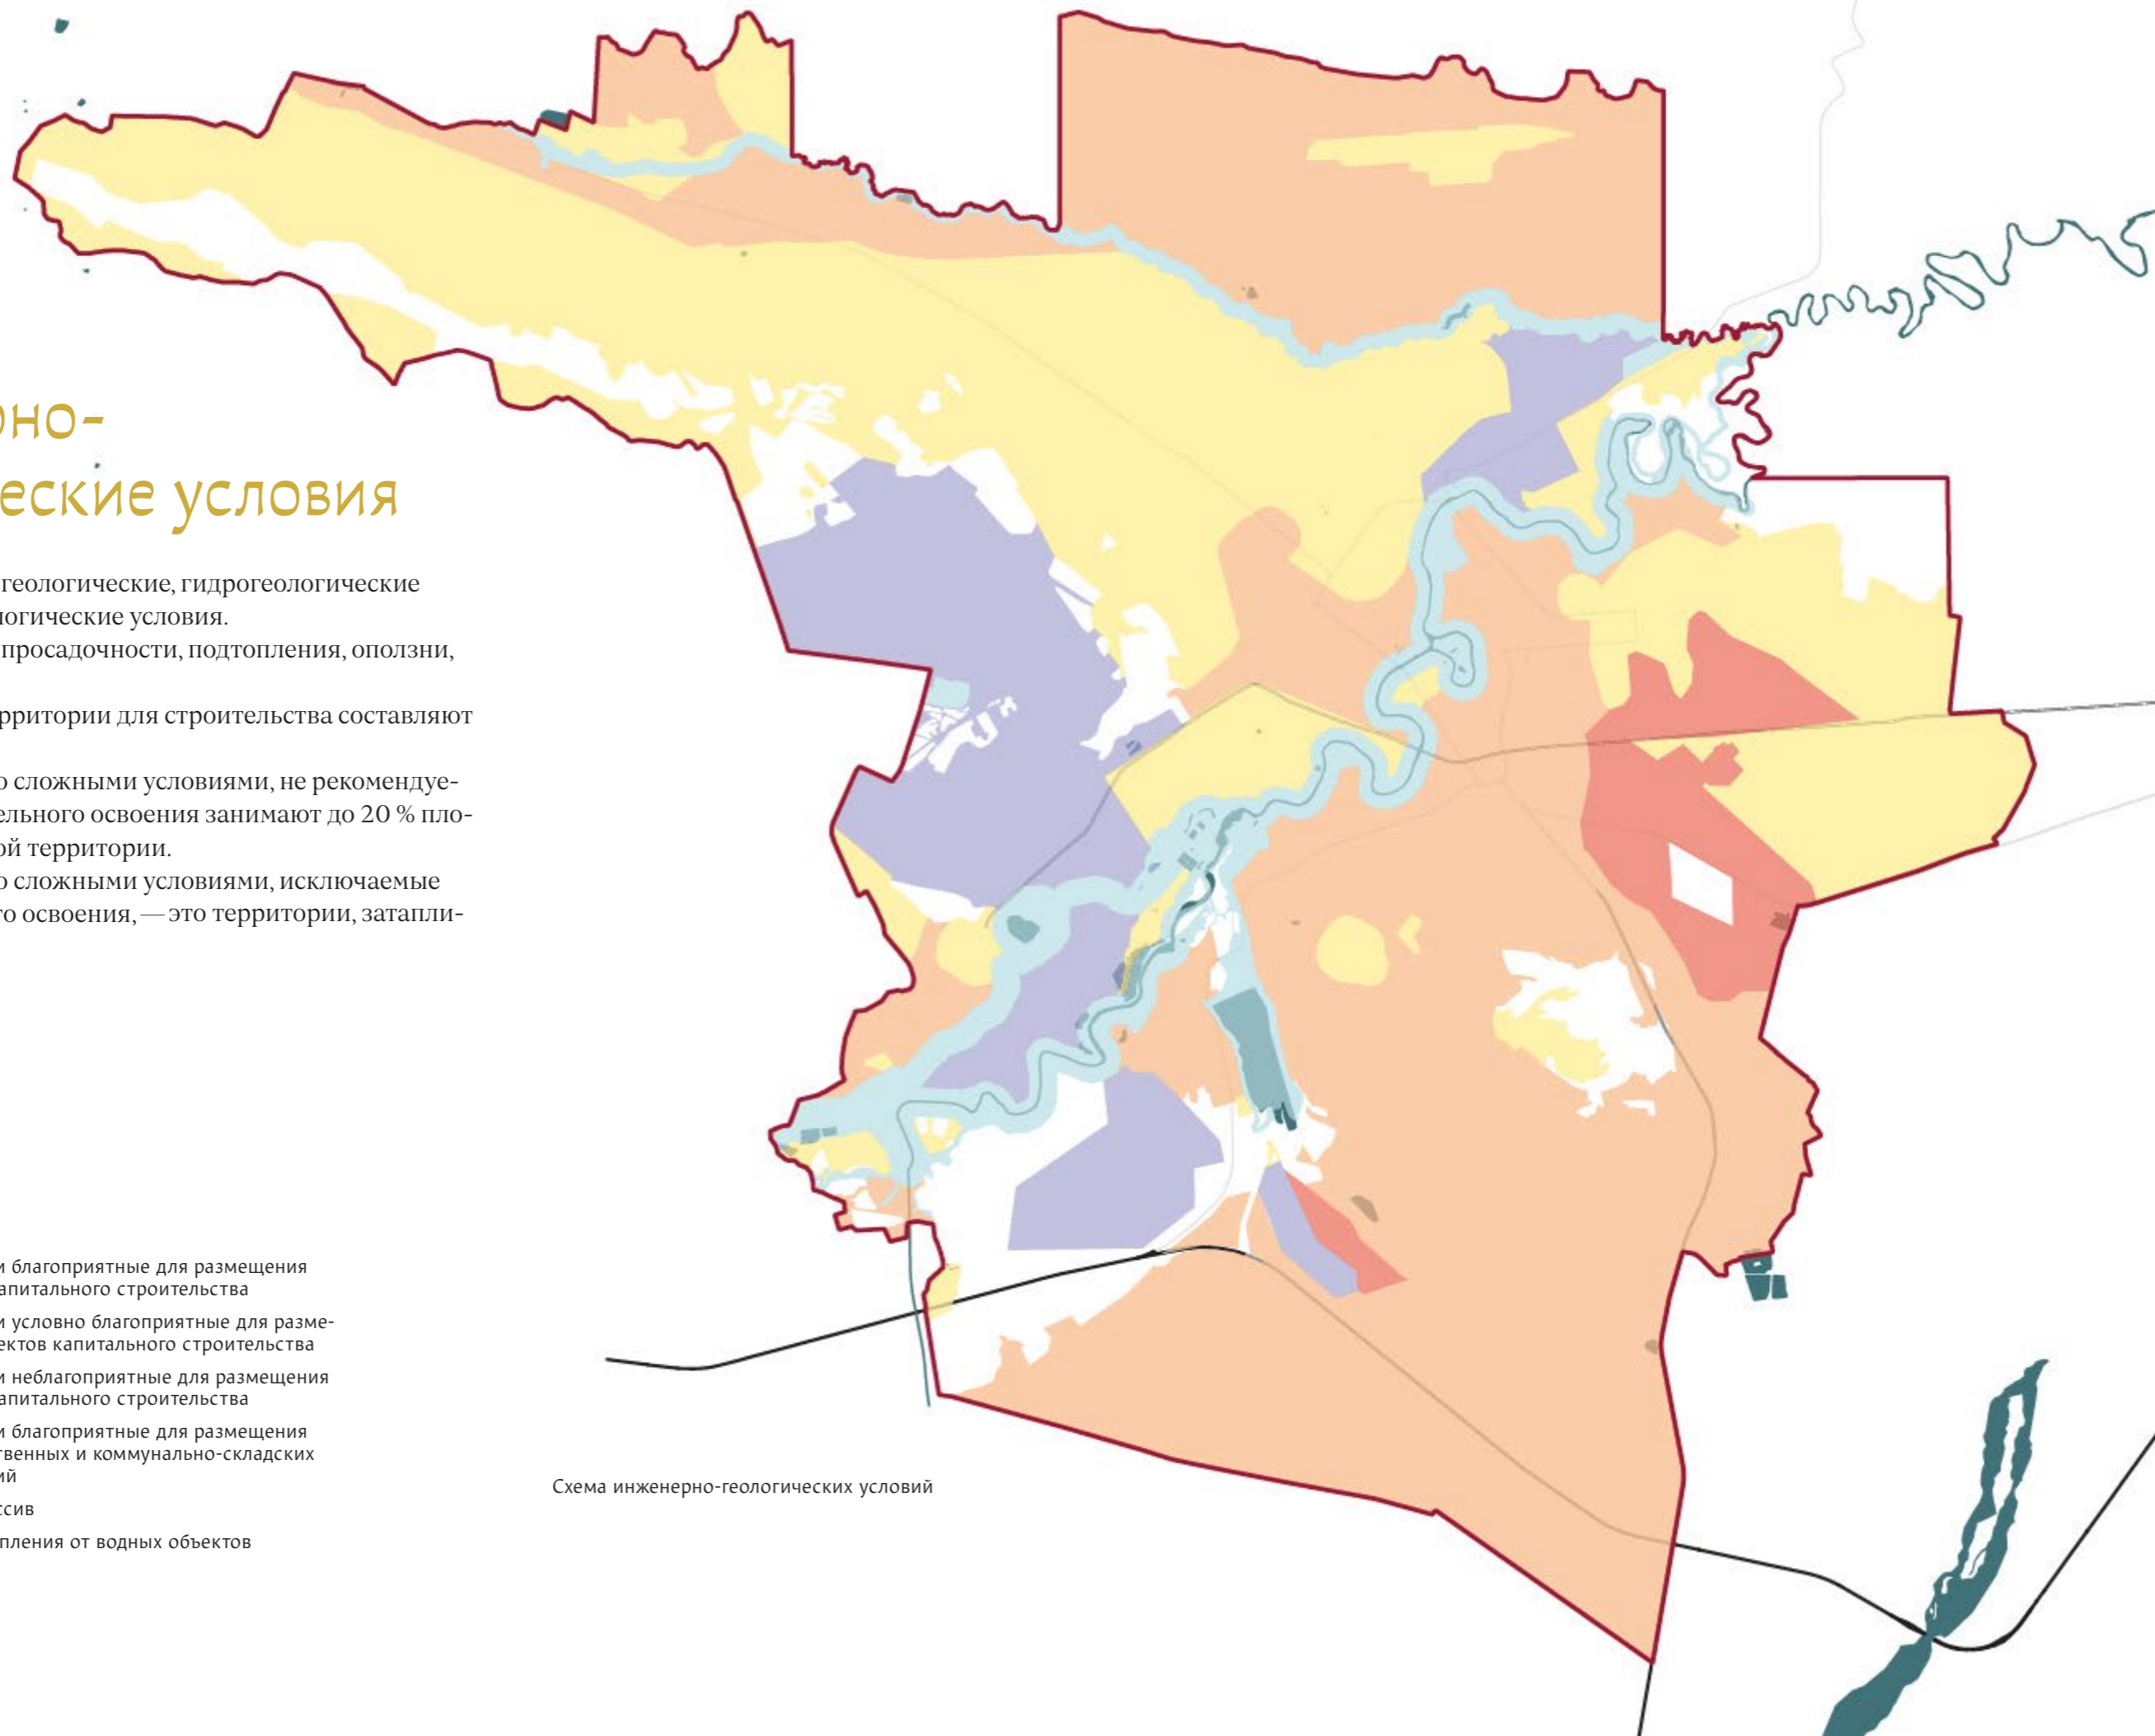 рно-
еские условия
геологические, гидрогеологические
логические условия.
просадочности, подтопления, оползни,
рритории для строительства составляют
о сложными условиями, не рекомендуе-
ельного освоения занимают до 20 % пло-
ой территории.
о сложными условиями, исключаемые
го освоения, — это территории, затапли-
и благоприятные для размещения
апитального строительства
и условно благоприятные для разме-
ектов капитального строительства
и неблагоприятные для размещения
апитального строительства
и благоприятные для размещения
твенных и коммунально-складских
ий
ссив
пления от водных объектов
Схема инженерно-геологических условий